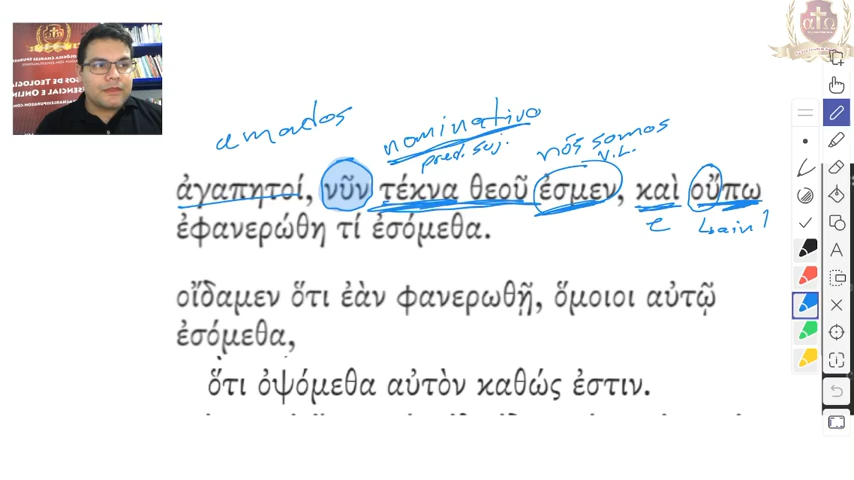 amados
nominativo
pred. suj.
nós somos
v.L.
ἀγαπητοί, νῦν τέκνα θεοῦ ἐσμεν, καὶ οὔπω
e
ἐφανερώθη τί ἐσόμεθα.
οἴδαμεν ὅτι ἐὰν φανερωθῇ, ὅμοιοι αὐτῷ
ἐσόμεθα,
ὅτι ὀψόμεθα αὐτὸν καθώς ἐστιν.